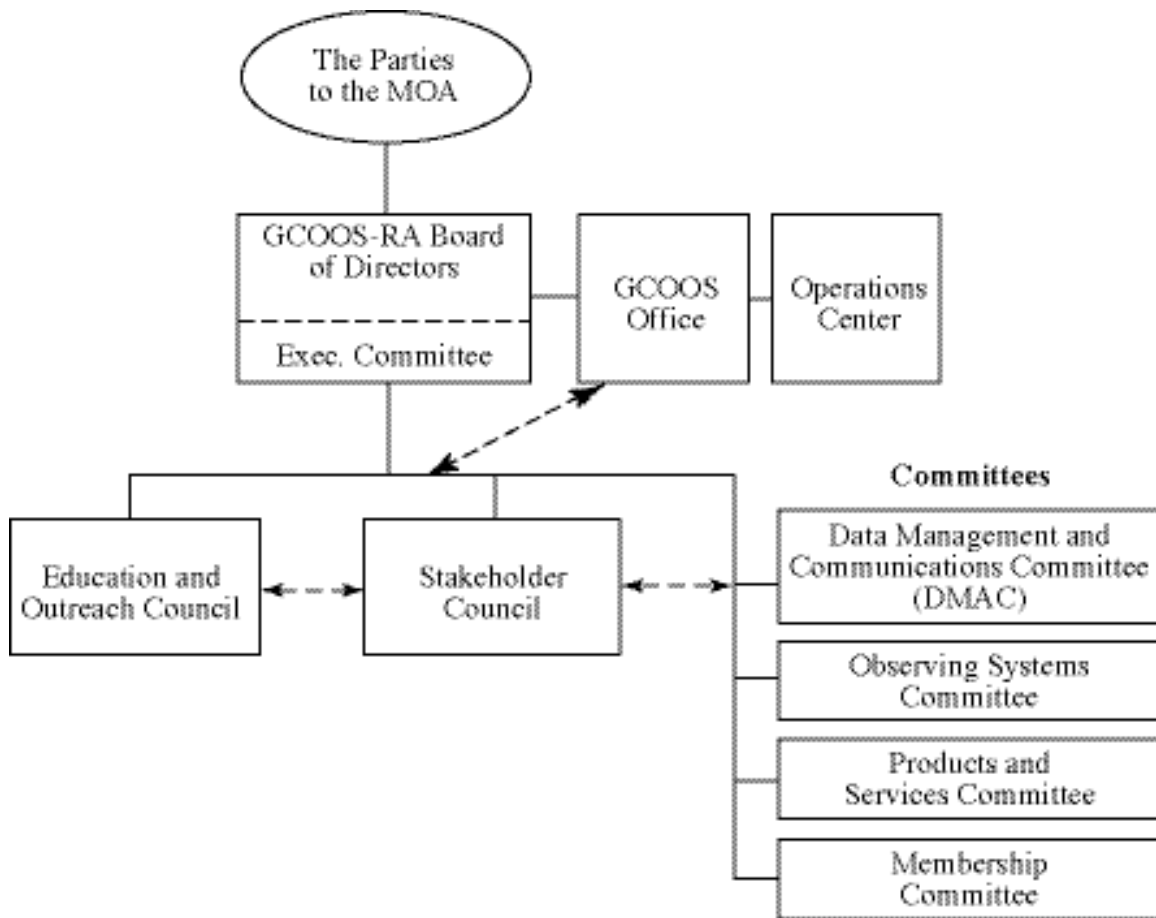 The Parties
to the MOA
GCOOS-RA Board
of Directors
Exec. Committee
GCOOS
Office
Operations
Center
Education and
Outreach Council
Stakeholder
Council
Committees
Data Management and
Communications Committee
(DMAC)
Observing Systems
Committee
Products and
Services Committee
Membership
Committee